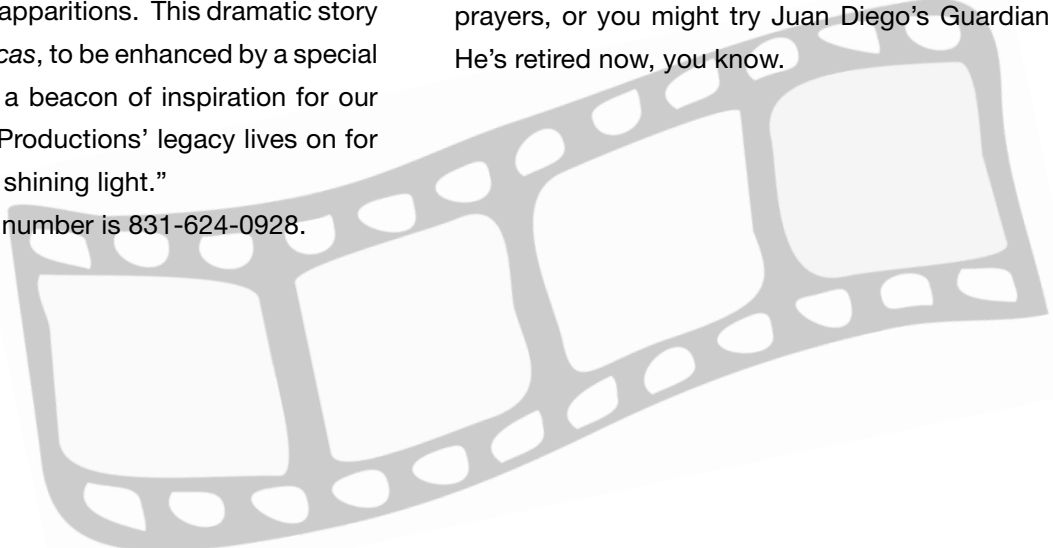 apparitions. This dramatic story
cas, to be enhanced by a special
a beacon of inspiration for our
Productions’ legacy lives on for
shining light.”
number is 831-624-0928.
prayers, or you might try Juan Diego’s Guardian
He’s retired now, you know.